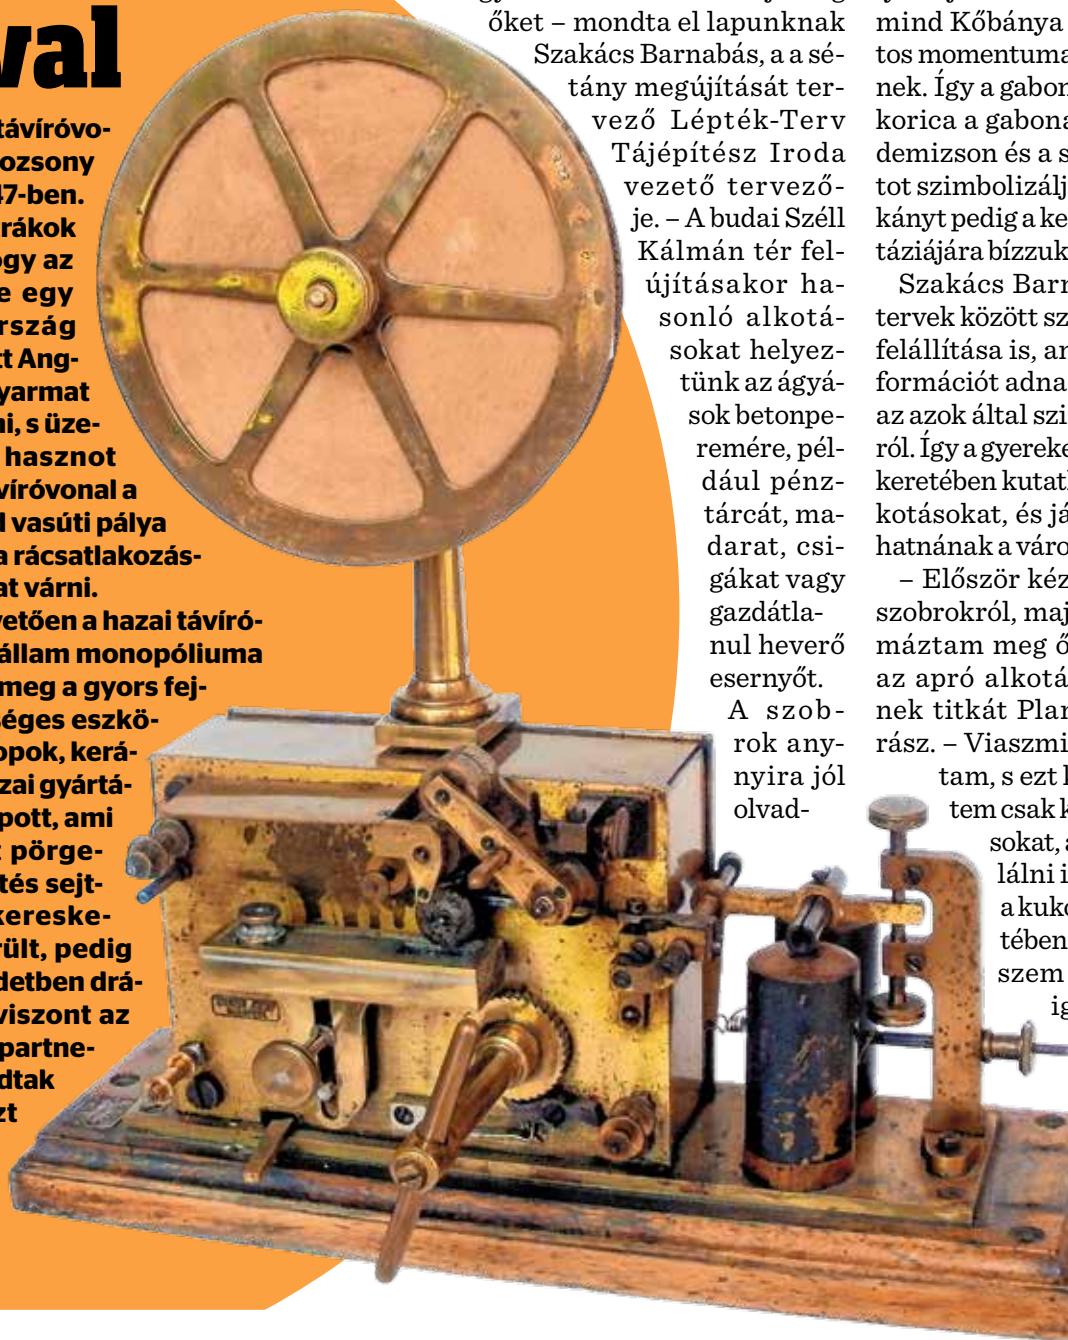 val
távíróvo-
ozsony
47-ben.
rákok
ogy az
e egy
rszág
tt Ang-
yarmat
ni, s üze-
hasznot
víróvonal a
l vasúti pálya
a rácsatlakozás-
at várni.
vetően a hazai távíró-
állam monopóliuma
meg a gyors fej-
séges eszkö-
opok, kerá-
zai gyártá-
pott, ami
t pörge-
tés sejt-
kereske-
rült, pedig
detben drá-
viszont az
partne-
dtak
zt
őket – mondta el lapunknak
Szakács Barnabás, a a sé-
tány megújítását ter-
vező Lépték-Terv
Tájépítész Iroda
vezető tervező-
je. – A budai Széll
Kálmán tér fel-
újításakor ha-
sonló alkotá-
sokat helyez-
tünk az ágyá-
sok betonpe-
remére, pél-
dául pénz-
tárcát, ma-
darat, csi-
gákat vagy
gazdátla-
nul heverő
esernyőt.
A szob-
rok any-
nyira jól
olvad-
mind Kőbánya
tos momentuma
nek. Így a gabon
korica a gabona
demizson és a s
tot szimbolizálj
kányt pedig a ke
táziájára bízzuk
Szakács Barn
tervek között sz
felállítása is, an
formációt adna
az azok által szi
ról. Így a gyereke
keretében kutat
kotásokat, és já
hatnának a váro
– Először kéz
szobrokról, maj
máztam meg ő
az apró alkotá
nek titkát Plan
rász. – Viaszmi
tam, s ezt k
tem csak k
sokat, a
lálni i
a kuko
tében
szem
ig